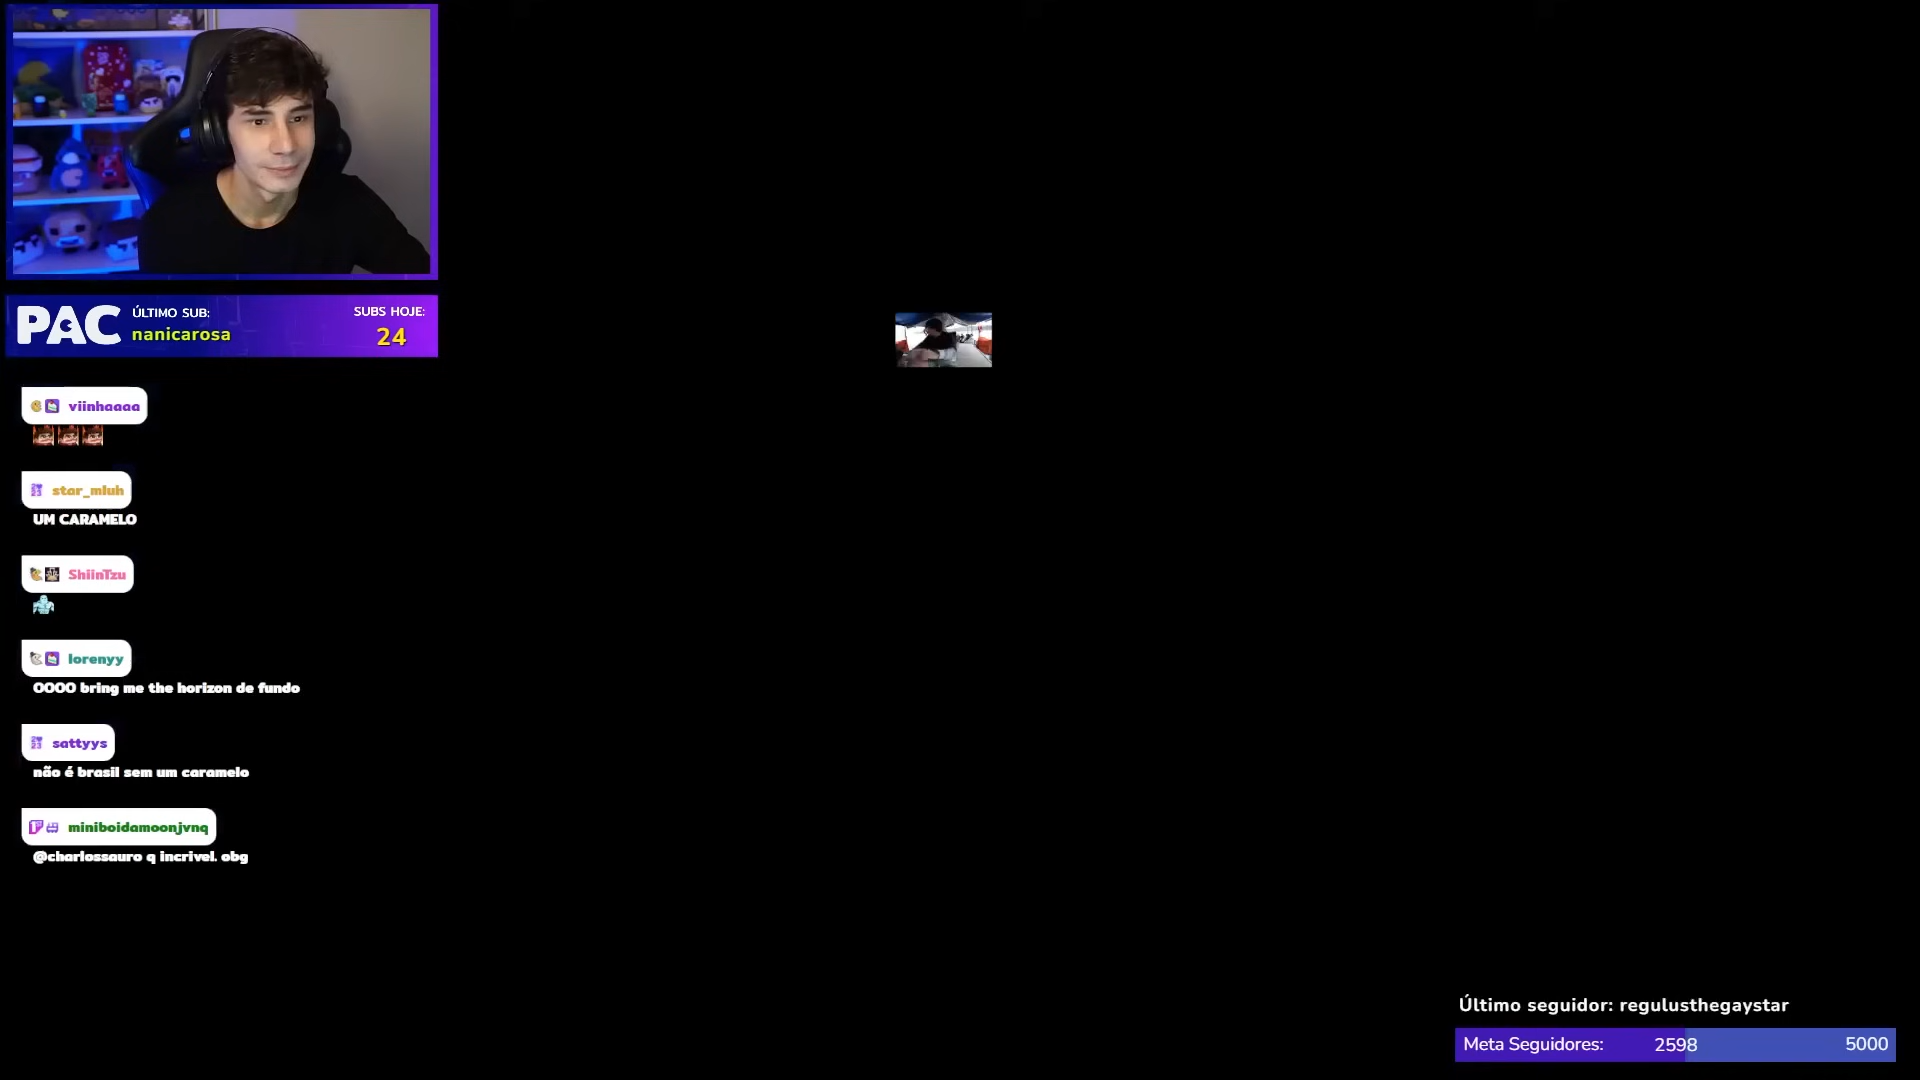 PAC
ÚLTIMO SUB:
nanicarosa
SUBS HOJE:
24
viinhaaaa
star_mluh
UM CARAMELO
ShiinTzu
lorenyy
OOOO bring me the horizon de fundo
sattyys
não é brasil sem um caramelo
miniboidamoonjvnq
@charlossauro q incrivel. obg
Último seguidor: regulusthegaystar
Meta Seguidores: 2598 5000